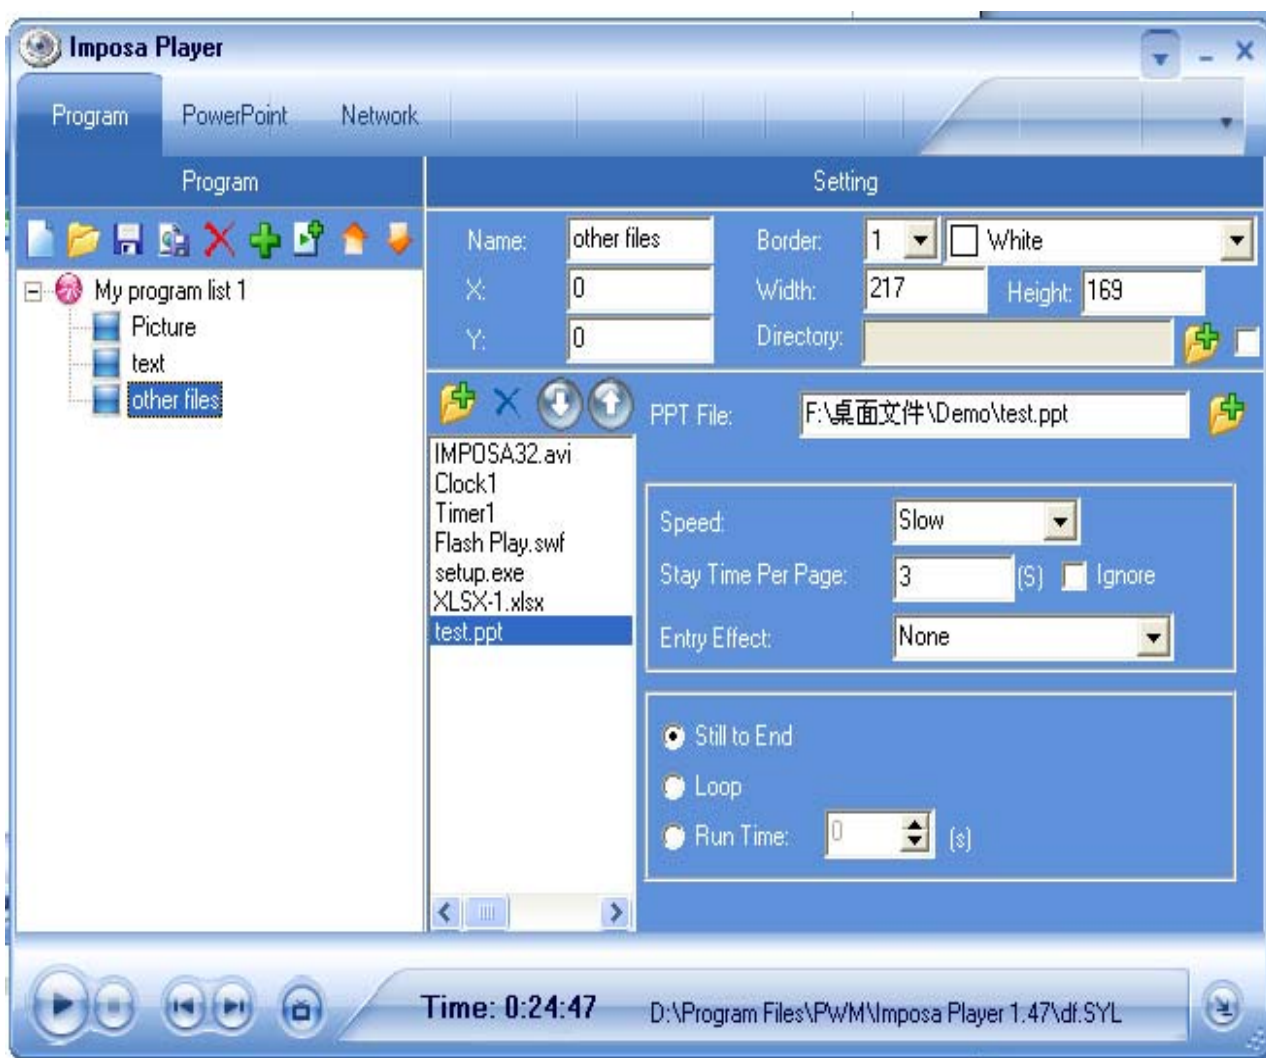 Imposa Player
Program PowerPoint Network
Program
Setting
Name: other files Border: 1 White
X: 0 Width: 217 Height: 169
Y: 0 Directory:
My program list 1
Picture
text
other files
PPT File: F:\桌面文件\Demo\test.ppt
IMPOSA32.avi
Clock1
Timer1
Flash Play.swf
setup.exe
XLSX-1.xlsx
test.ppt
Speed: Slow
Stay Time Per Page: 3 (S) Ignore
Entry Effect: None
Still to End
Loop
Run Time: 0 (s)
Time: 0:24:47 D:\Program Files\PWM\Imposa Player 1.47\df.SYL